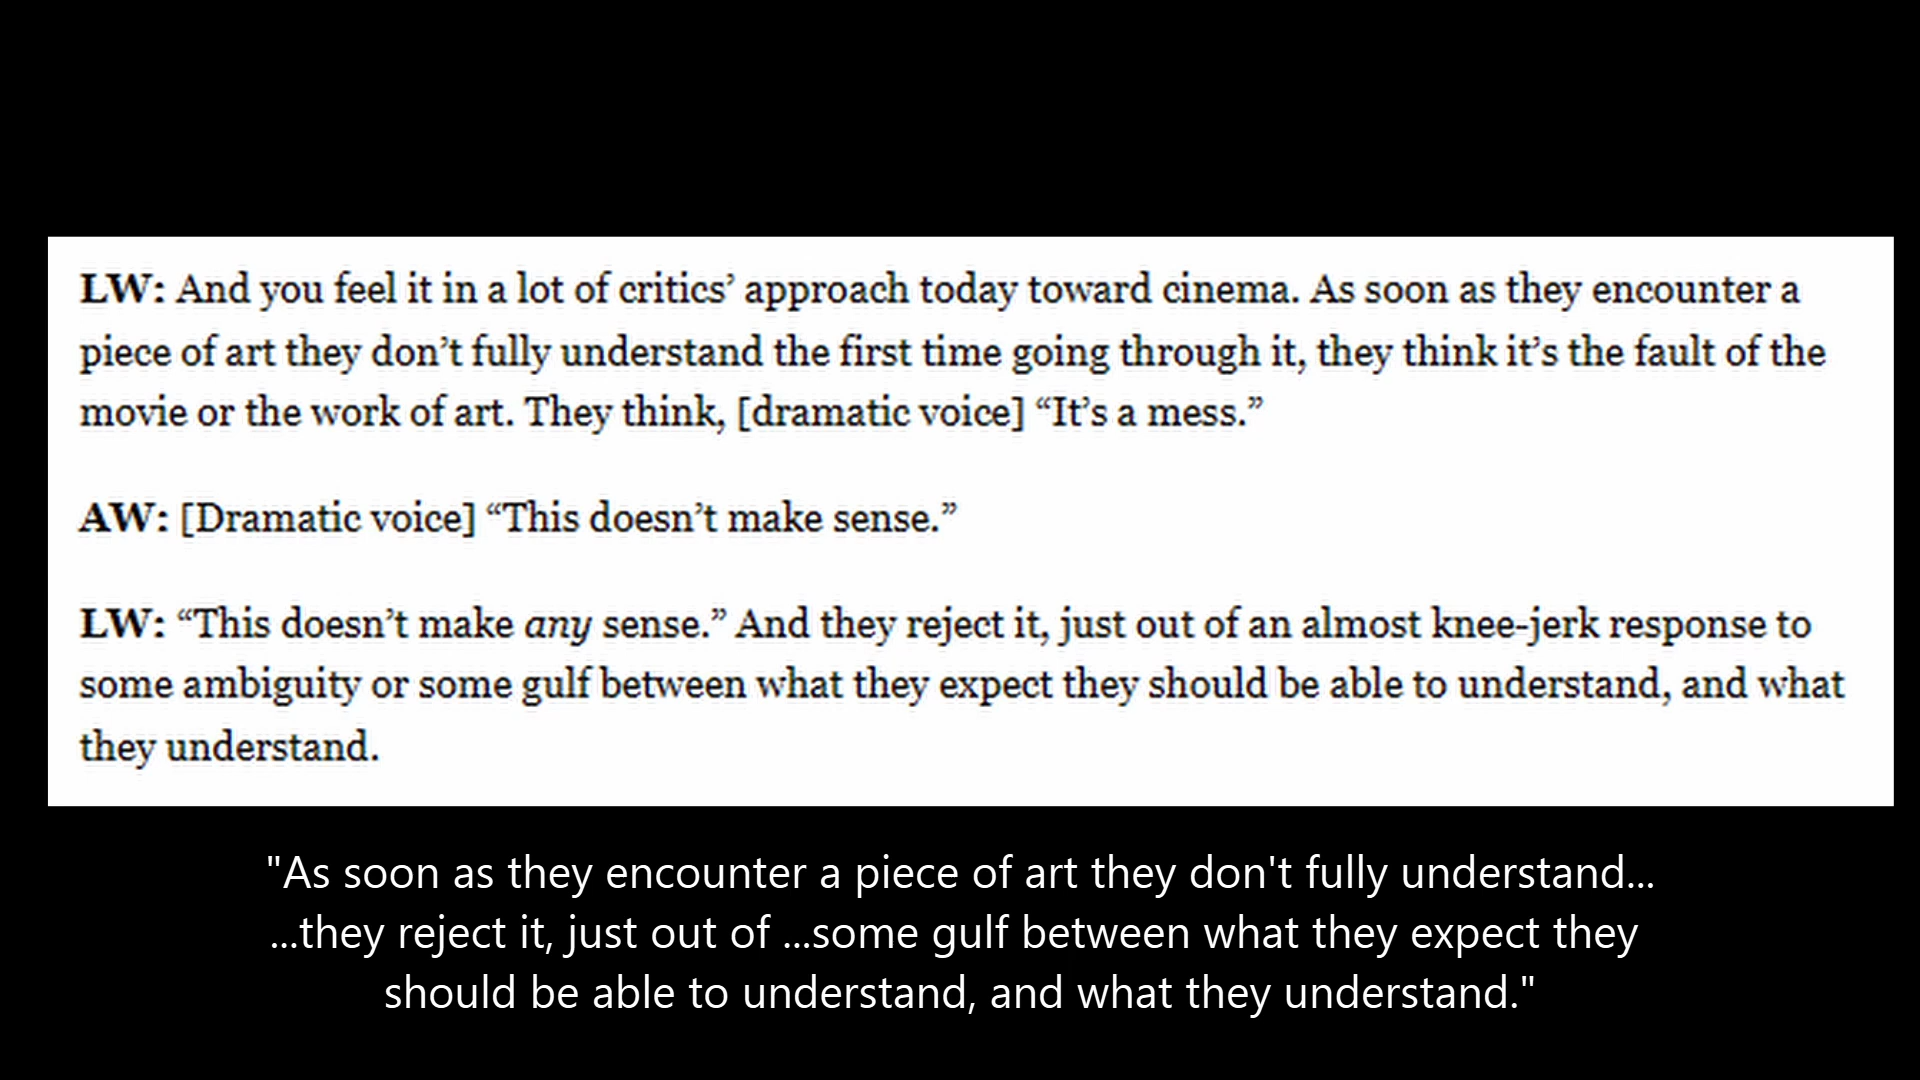 LW: And you feel it in a lot of critics’ approach today toward cinema. As soon as they encounter a
piece of art they don’t fully understand the first time going through it, they think it’s the fault of the
movie or the work of art. They think, [dramatic voice] “It’s a mess.”
AW: [Dramatic voice] “This doesn’t make sense.”
LW: “This doesn’t make any sense.” And they reject it, just out of an almost knee-jerk response to
some ambiguity or some gulf between what they expect they should be able to understand, and what
they understand.
"As soon as they encounter a piece of art they don't fully understand...
...they reject it, just out of ...some gulf between what they expect they
should be able to understand, and what they understand."